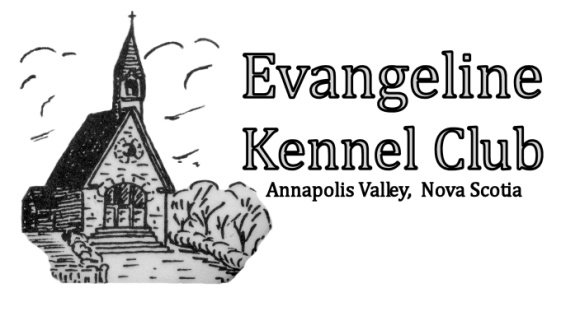 Evangeline
Kennel Club
Annapolis Valley, Nova Scotia